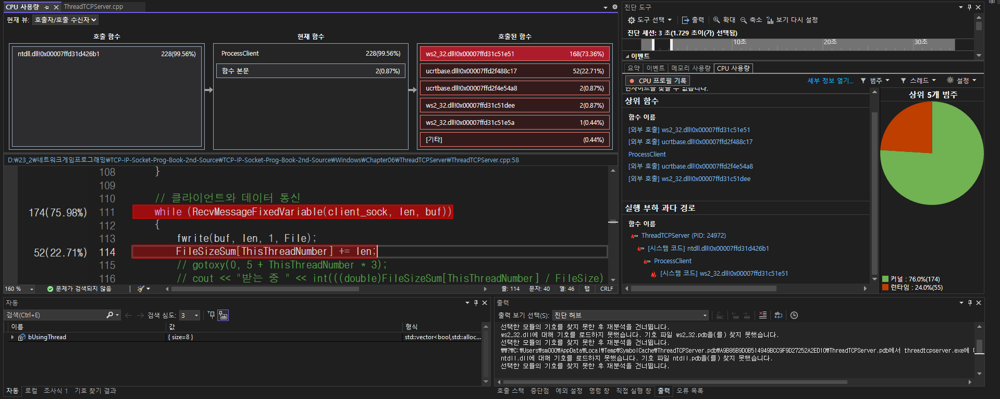 CPU 사용량
ThreadTCPServer.cpp
현재 뷰: 호출자/호출 수신자
호출 함수
현재 함수
호출된 함수
ntdll.dll!0x00007ffd31d426b1 228(99.56%)
ProcessClient 228(99.56%)
함수 본문 2(0.87%)
ws2_32.dll!0x00007ffd31c51e51 168(73.36%)
ucrtbase.dll!0x00007ffd2f488c17 52(22.71%)
ucrtbase.dll!0x00007ffd2f4e54a8 2(0.87%)
ws2_32.dll!0x00007ffd31c51dee 2(0.87%)
ws2_32.dll!0x00007ffd31c51e5a 1(0.44%)
[기타] (0.44%)
D:₩23_2₩네트워크게임프로그래밍₩TCP-IP-Socket-Prog-Book-2nd-Source₩TCP-IP-Socket-Prog-Book-2nd-Source₩Windows₩Chapter06₩ThreadTCPServer₩ThreadTCPServer.cpp:58
108 }
109
110 // 클라이언트와 데이터 통신
174(75.98%) 111 while (RecvMessageFixedVariable(client_sock, len, buf))
112 {
113 fwrite(buf, len, 1, File);
52(22.71%) 114 FileSizeSum[ThisThreadNumber] += len;
115 // gotoxy(0, 5 + ThisThreadNumber * 3);
116 // cout << "받는 중 " << int(((double)FileSizeSum[ThisThreadNumber] / FileSize)
160 % 문제가 검색되지 않음 줄: 114 문자: 40 열: 46 탭 CRLF
진단 도구
도구 선택 출력 확대 축소 보기 다시 설정
진단 세션: 3 초(1.729 초이(가) 선택됨)
10초 20초 30초
이벤트
요약 이벤트 메모리 사용량 CPU 사용량
CPU 프로필 기록 세부 정보 열기... 범주 스레드 설정
인사이트를 찾을 수 없습니다.
상위 함수
함수 이름
[외부 호출] ws2_32.dll!0x00007ffd31c51e51
[외부 호출] ucrtbase.dll!0x00007ffd2f488c17
ProcessClient
[외부 호출] ucrtbase.dll!0x00007ffd2f4e54a8
[외부 호출] ws2_32.dll!0x00007ffd31c51dee
실행 부하 과다 경로
함수 이름
ThreadTCPServer (PID: 24972)
[시스템 코드] ntdll.dll!0x00007ffd31d426b1
ProcessClient
[시스템 코드] ws2_32.dll!0x00007ffd31c51e51
상위 5개 범주
커널 : 76.0%(174)
런타임 : 24.0%(55)
자동
검색(Ctrl+E) 검색 심도: 3
이름 값 형식
bUsingThread { size=8 } std::vector<bool,std::alloc...
자동 로컬 조사식 1 기호 찾기 결과
출력
출력 보기 선택(S): 진단 허브
선택한 모듈의 기호를 찾지 못한 후 재분석을 건너뜁니다.
ws2_32.dll에 대해 기호를 로드하지 못했습니다. 기호 파일 ws2_32.pdb을(를) 찾지 못했습니다.
선택한 모듈의 기호를 찾지 못한 후 재분석을 건너뜁니다.
₩₩?₩C:₩Users₩sm000₩AppData₩Local₩Temp₩SymbolCache₩ThreadTCPServer.pdb₩A9B86B9D0B514949BCC9F9D27252A2ED10₩ThreadTCPServer.pdb에서 threadtcpserver.exe에
ntdll.dll에 대해 기호를 로드하지 못했습니다. 기호 파일 ntdll.pdb을(를) 찾지 못했습니다.
선택한 모듈의 기호를 찾지 못한 후 재분석을 건너뜁니다.
호출 스택 중단점 예외 설정 명령 창 직접 실행 창 출력 오류 목록